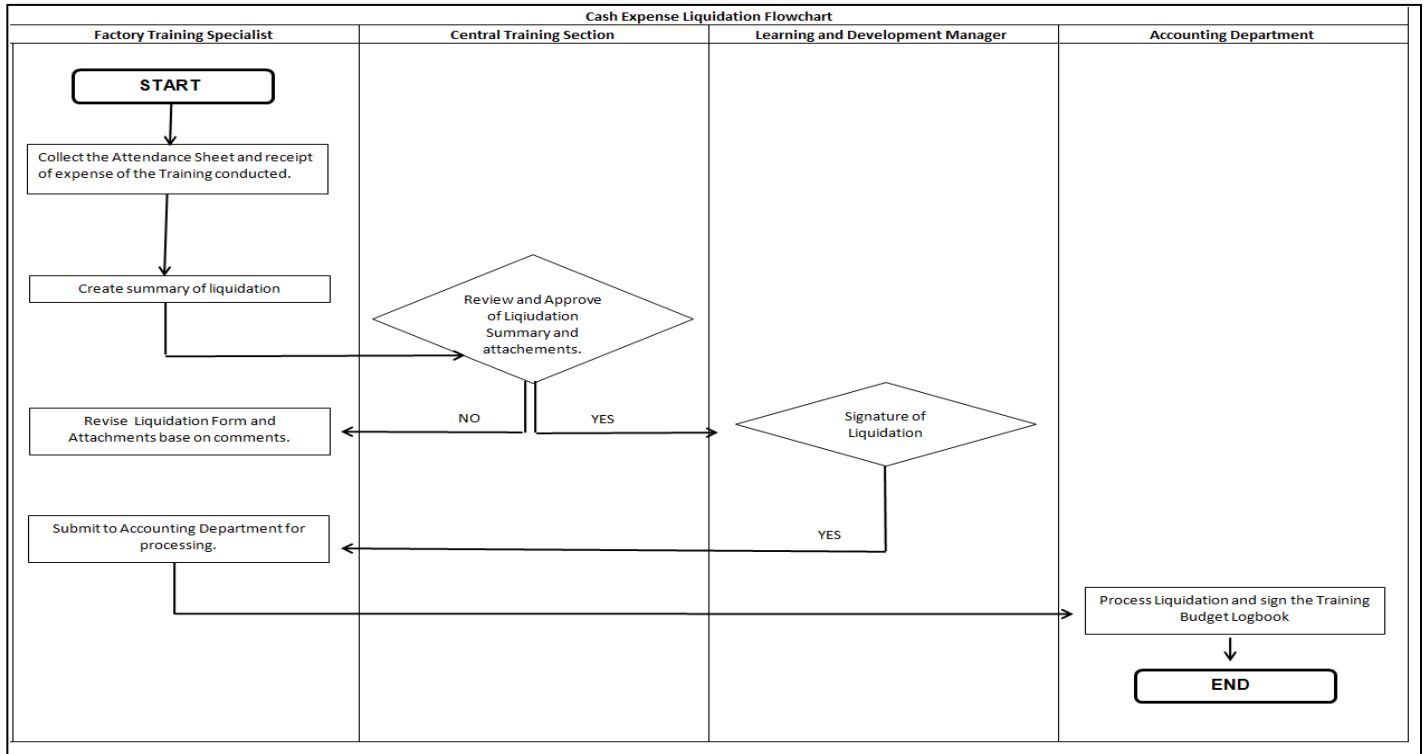 Cash Expense Liquidation Flowchart
Factory Training Specialist
Central Training Section
Learning and Development Manager
Accounting Department
START
Collect the Attendance Sheet and receipt
of expense of the Training conducted.
Create summary of liquidation
Review and Approve
of Liqiudation
Summary and
attachements.
NO
YES
Revise Liquidation Form and
Attachments base on comments.
Signature of
Liquidation
YES
Submit to Accounting Department for
processing.
Process Liquidation and sign the Training
Budget Logbook
END